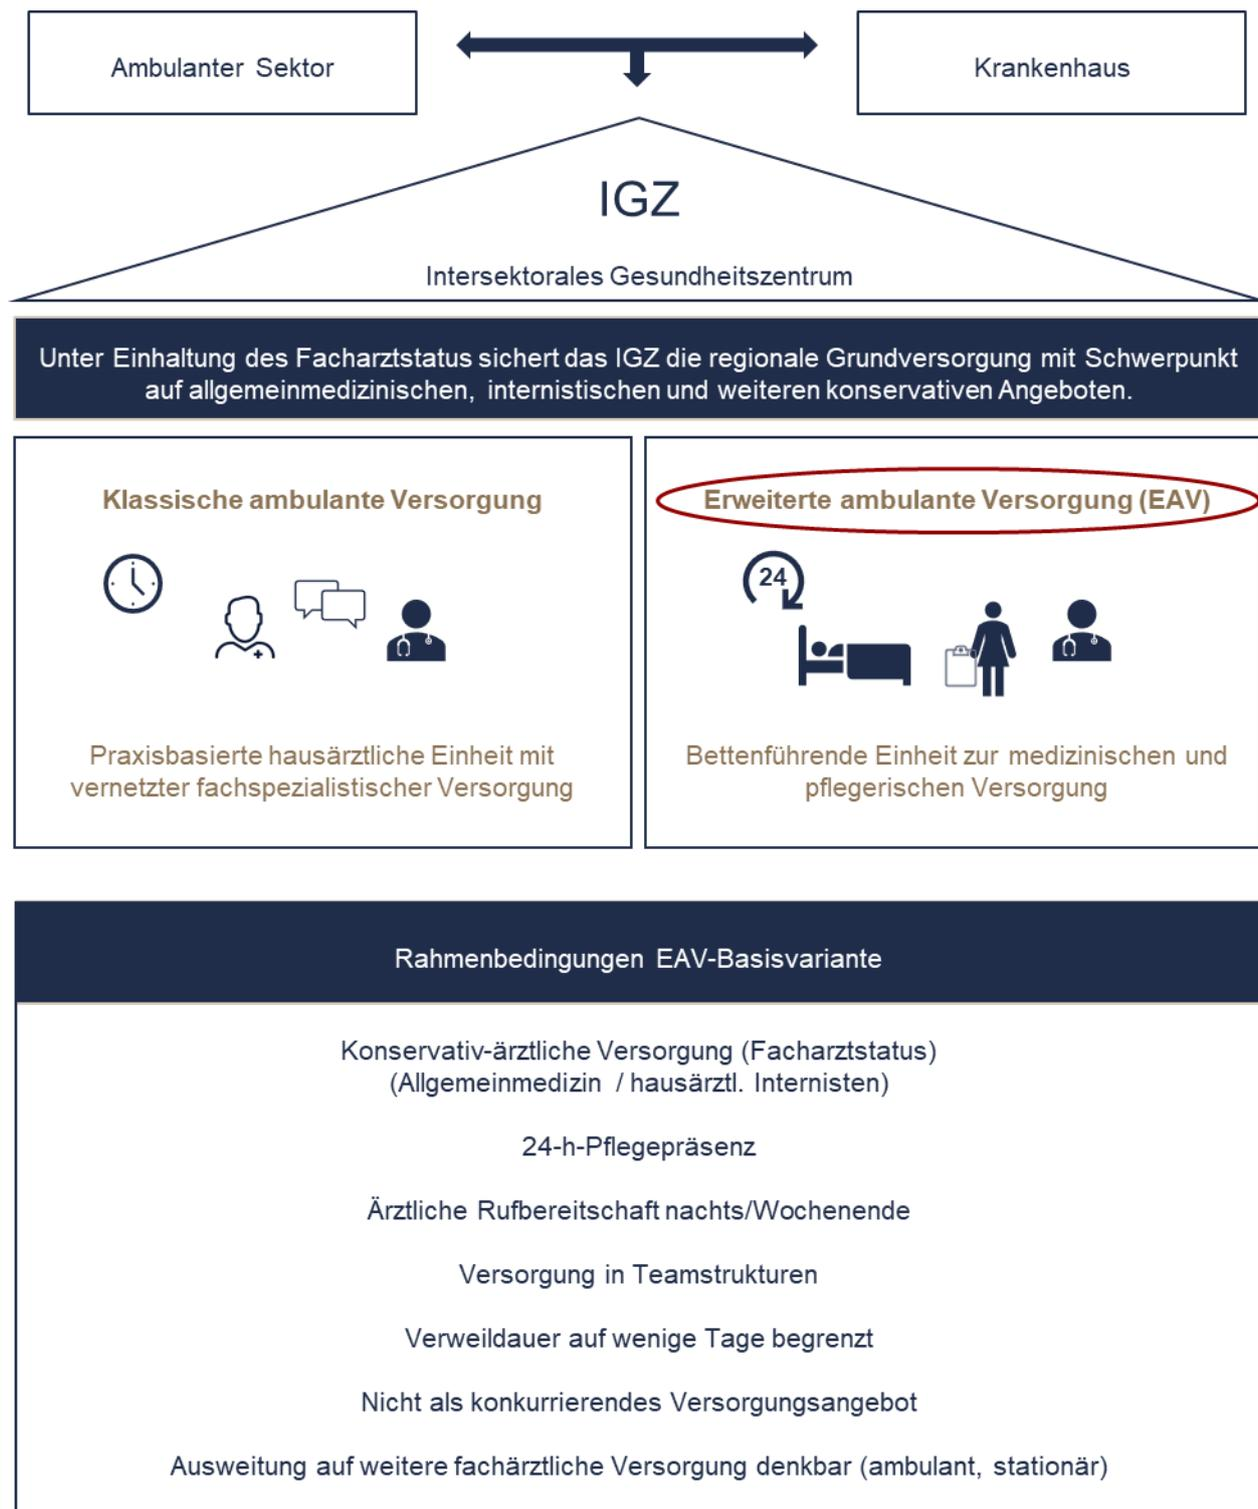 Ambulanter Sektor
Krankenhaus
IGZ
Intersektorales Gesundheitszentrum
Unter Einhaltung des Facharztstatus sichert das IGZ die regionale Grundversorgung mit Schwerpunkt
auf allgemeinmedizinischen, internistischen und weiteren konservativen Angeboten.
Klassische ambulante Versorgung
Praxisbasierte hausärztliche Einheit mit
vernetzter fachspezialistischer Versorgung
Erweiterte ambulante Versorgung (EAV)
24
Bettenführende Einheit zur medizinischen und
pflegerischen Versorgung
Rahmenbedingungen EAV-Basisvariante
Konservativ-ärztliche Versorgung (Facharztstatus)
(Allgemeinmedizin / hausärztl. Internisten)
24-h-Pflegepräsenz
Ärztliche Rufbereitschaft nachts/Wochenende
Versorgung in Teamstrukturen
Verweildauer auf wenige Tage begrenzt
Nicht als konkurrierendes Versorgungsangebot
Ausweitung auf weitere fachärztliche Versorgung denkbar (ambulant, stationär)